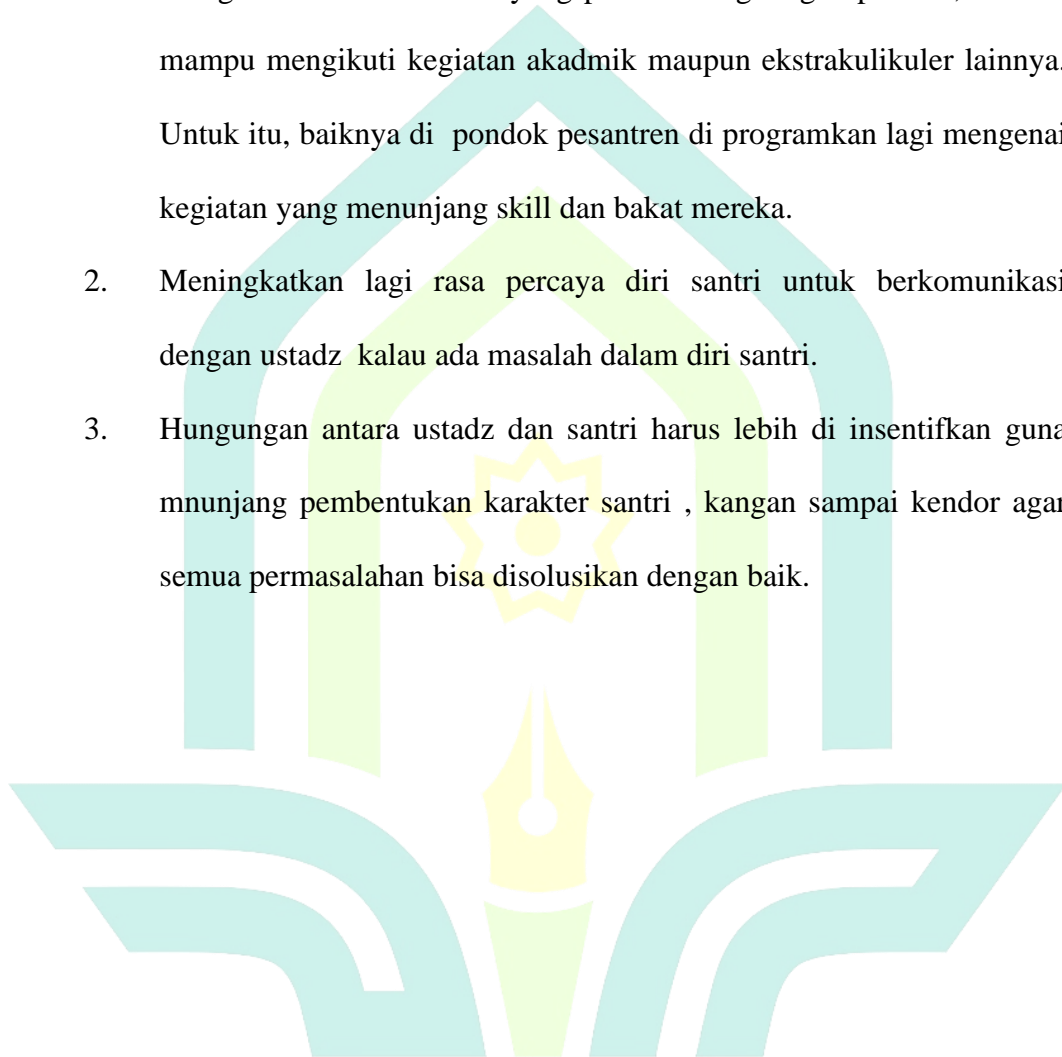 mampu mengikuti kegiatan akadmik maupun ekstrakulikuler lainnya.
Untuk itu, baiknya di  pondok pesantren di programkan lagi mengenai
kegiatan yang menunjang skill dan bakat mereka.
2. Meningkatkan lagi rasa percaya diri santri untuk berkomunikasi
dengan ustadz  kalau ada masalah dalam diri santri.
3. Hungungan antara ustadz dan santri harus lebih di insentifkan guna
mnunjang pembentukan karakter santri , kangan sampai kendor agar
semua permasalahan bisa disolusikan dengan baik.